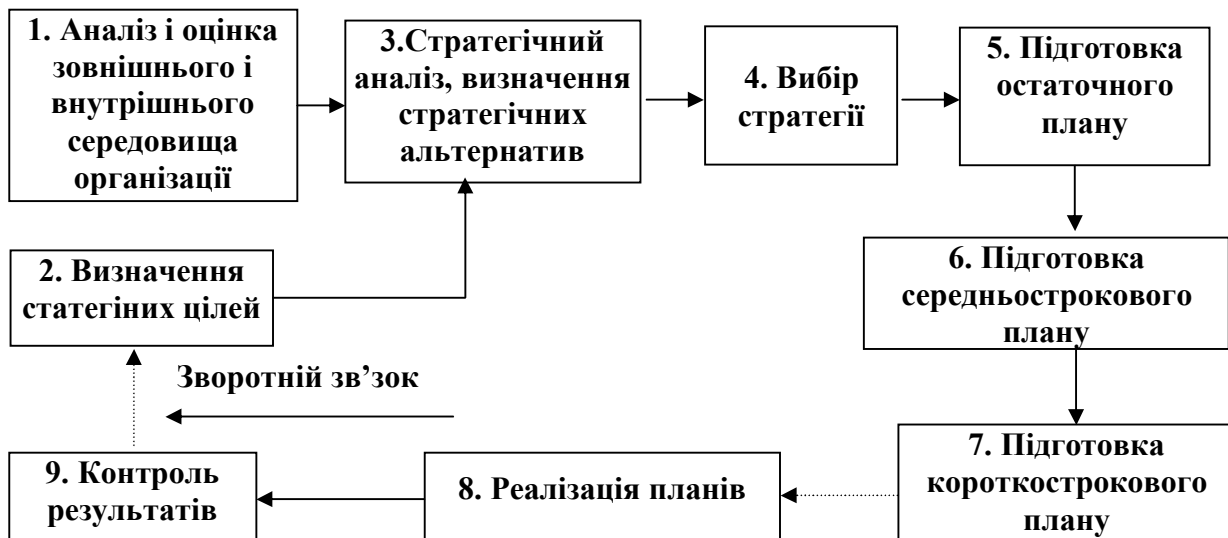 1. Аналіз і оцінка
зовнішнього і
внутрішнього
середовища
організації
3.Стратегічний
аналіз, визначення
стратегічних
альтернатив
4. Вибір
стратегії
5. Підготовка
остаточного
плану
2. Визначення
статегіних цілей
6. Підготовка
середньострокового
плану
Зворотній зв’зок
9. Контроль
результатів
8. Реалізація планів
7. Підготовка
короткострокового
плану